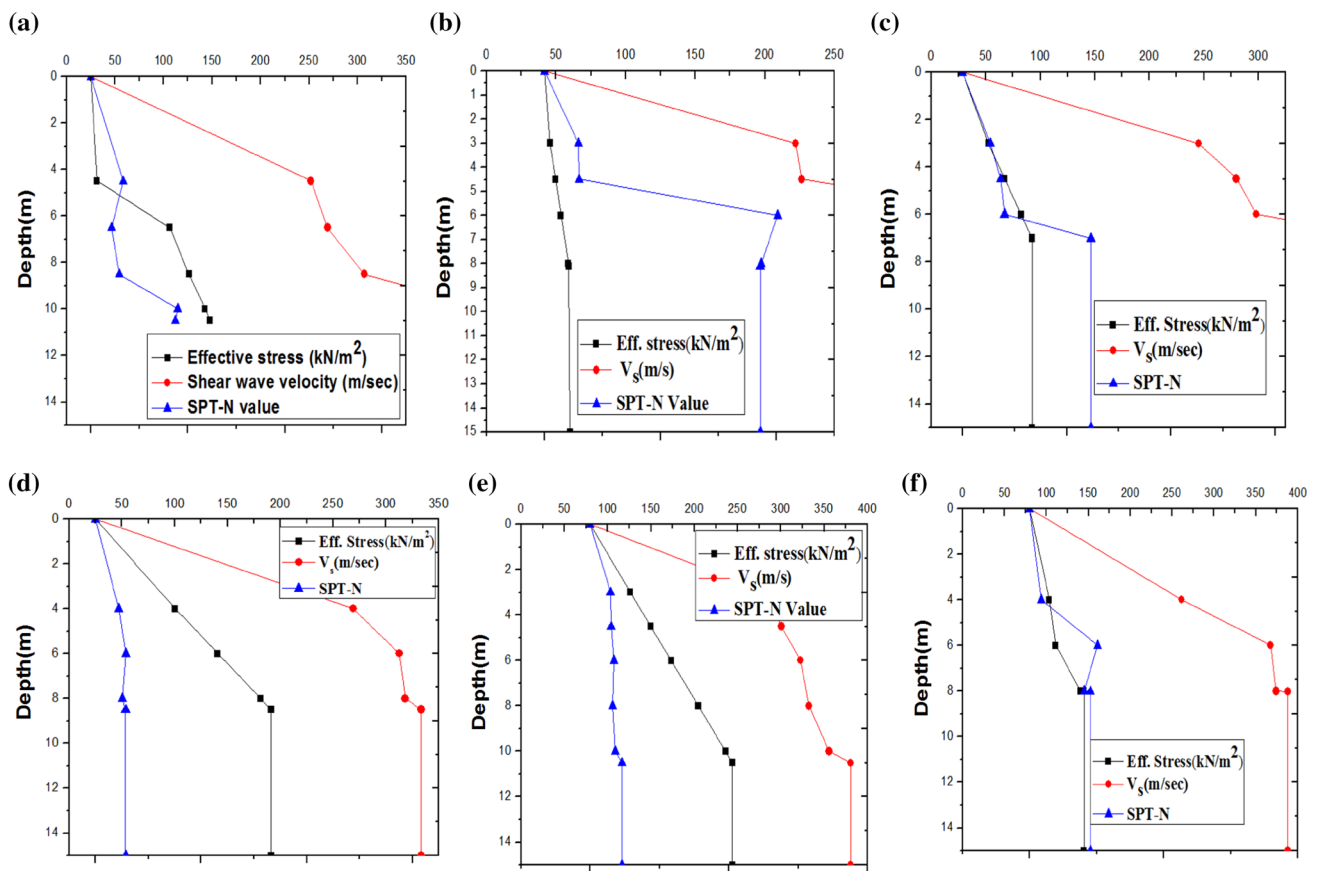 (a)
0 50 100 150 200 250 300 350
Depth(m)
0
2
4
6
8
10
12
14
Effective stress (kN/m²)
Shear wave velocity (m/sec)
SPT-N value
(b)
0 50 100 150 200 250
Depth(m)
0
1
2
3
4
5
6
7
8
9
10
11
12
13
14
15
Eff. stress(kN/m²)
Vs(m/s)
SPT-N Value
(c)
0 50 100 150 200 250 300
Depth(m)
0
2
4
6
8
10
12
14
Eff. Stress(kN/m²)
Vs(m/sec)
SPT-N
(d)
0 50 100 150 200 250 300 350
Depth(m)
0
2
4
6
8
10
12
14
Eff. Stress(kN/m²)
Vs(m/sec)
SPT-N
(e)
0 50 100 150 200 250 300 350 400
Depth(m)
0
2
4
6
8
10
12
14
Eff. stress(kN/m²)
Vs(m/s)
SPT-N Value
(f)
0 50 100 150 200 250 300 350 400
Depth(m)
0
2
4
6
8
10
12
14
Eff. Stress(kN/m²)
Vs(m/sec)
SPT-N